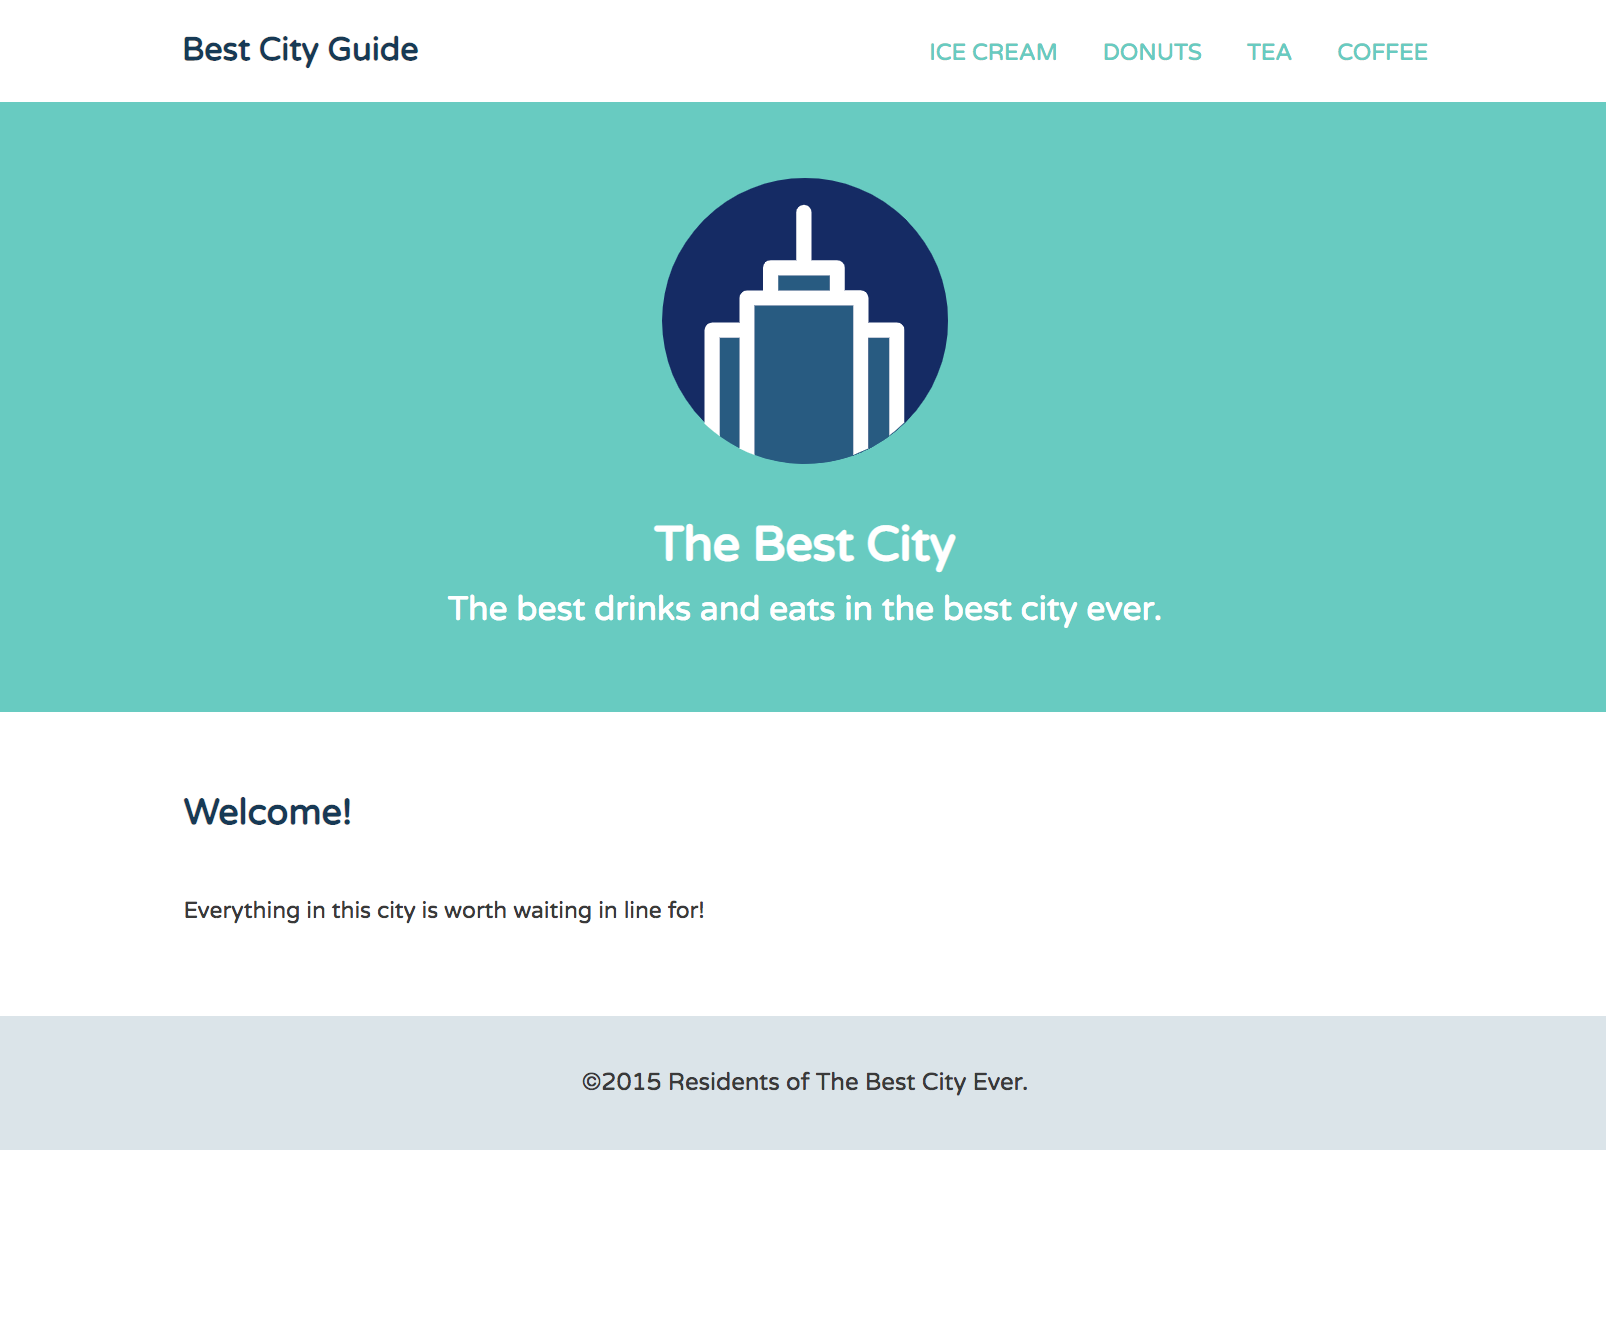 Best City Guide
ICE CREAM DONUTS TEA COFFEE
The Best City
The best drinks and eats in the best city ever.
Welcome!
Everything in this city is worth waiting in line for!
©2015 Residents of The Best City Ever.